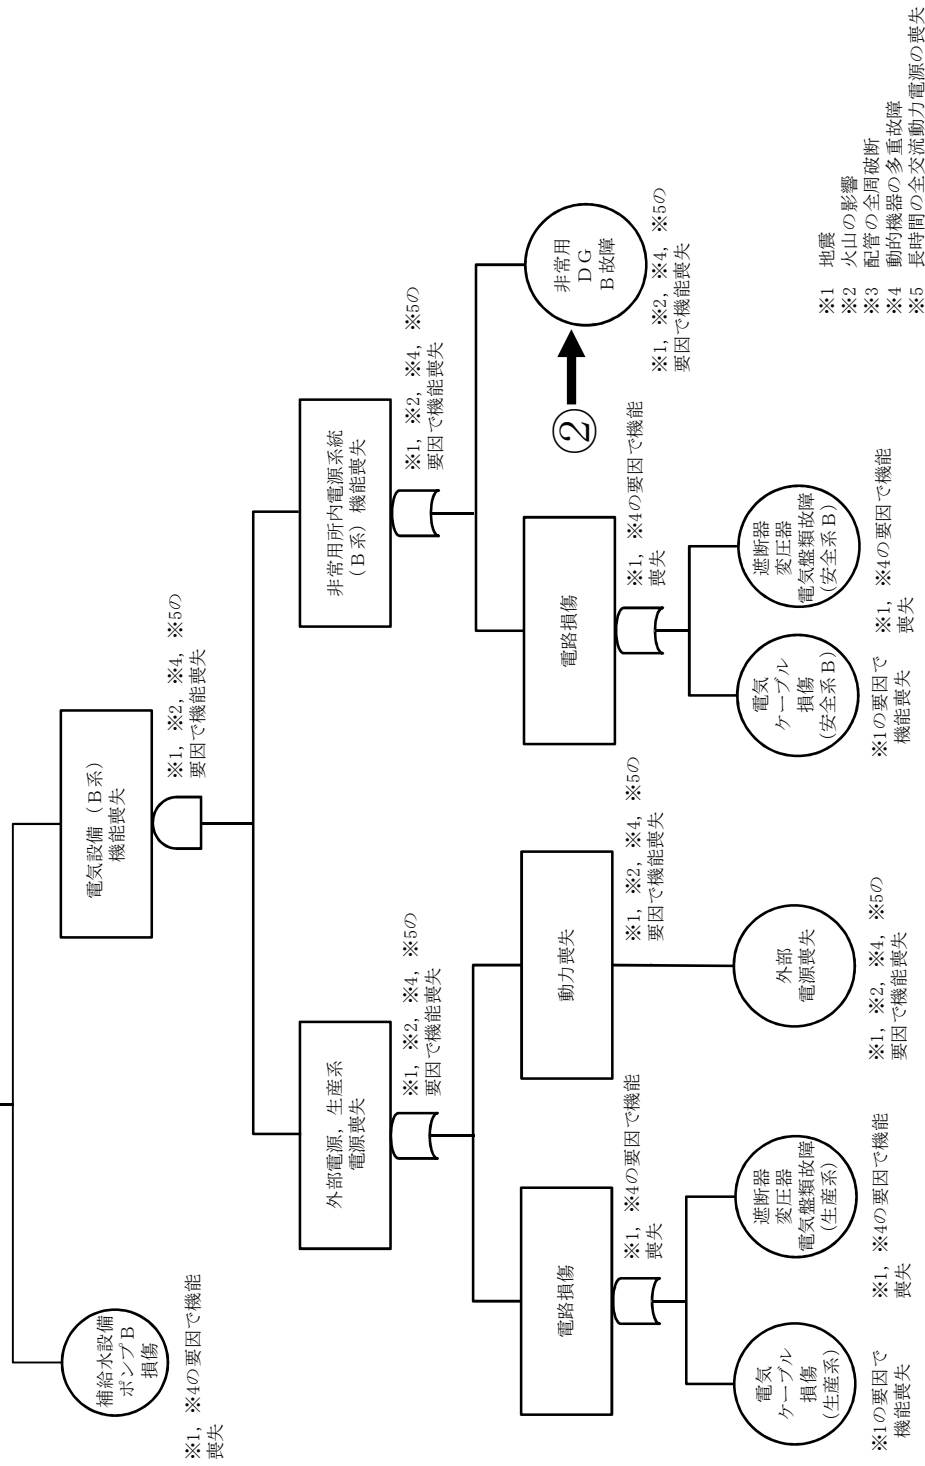 補給水設備
ポンプB
損傷
※1, ※4の要因で機能
喪失
電気設備（B系）
機能喪失
※1, ※2, ※4, ※5の
要因で機能喪失
外部電源, 生産系
電源喪失
※1, ※2, ※4, ※5の
要因で機能喪失
非常用所内電源系統
（B系）機能喪失
※1, ※2, ※4, ※5の
要因で機能喪失
電路損傷
※1, ※4の要因で機能
喪失
動力喪失
※1, ※2, ※4, ※5の
要因で機能喪失
電路損傷
※1, ※4の要因で機能
喪失
②
非常用
DG
B故障
※1, ※2, ※4, ※5の
要因で機能喪失
電気
ケーブル
損傷
(生産系)
※1の要因で
機能喪失
遮断器
変圧器
電気盤類故障
(生産系)
※1, ※4の要因で機能
喪失
外部
電源喪失
※1, ※2, ※4, ※5の
要因で機能喪失
電気
ケーブル
損傷
(安全系B)
※1の要因で
機能喪失
遮断器
変圧器
電気盤類故障
(安全系B)
※1, ※4の要因で機能
喪失
※1 地震
※2 火山の影響
※3 配管の全周破断
※4 動的機器の多重故障
※5 長時間の全交流動力電源の喪失